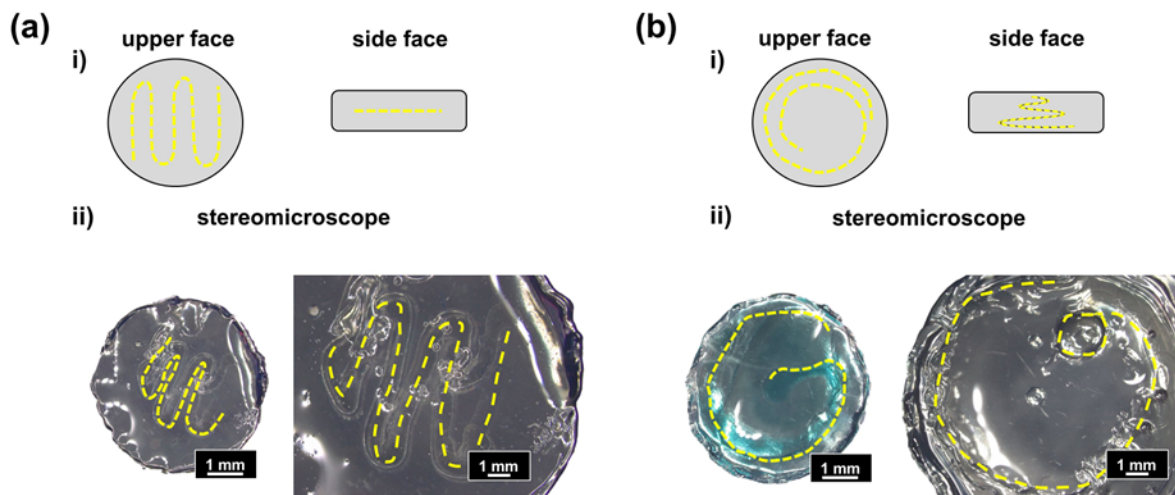 (a)
upper face
side face
i)
ii)
stereomicroscope
1 mm
1 mm
(b)
upper face
side face
i)
ii)
stereomicroscope
1 mm
1 mm